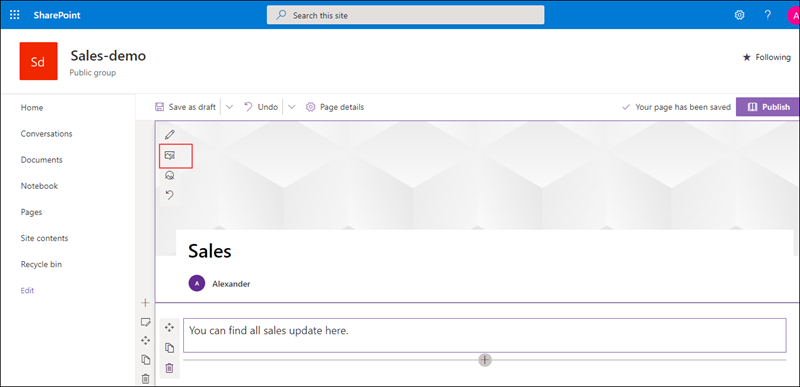 SharePoint
Search this site
A
Sd
Sales-demo
Public group
Following
Home
Conversations
Documents
Notebook
Pages
Site contents
Recycle bin
Edit
Save as draft
Undo
Page details
Your page has been saved
Publish
Sales
A
Alexander
You can find all sales update here.